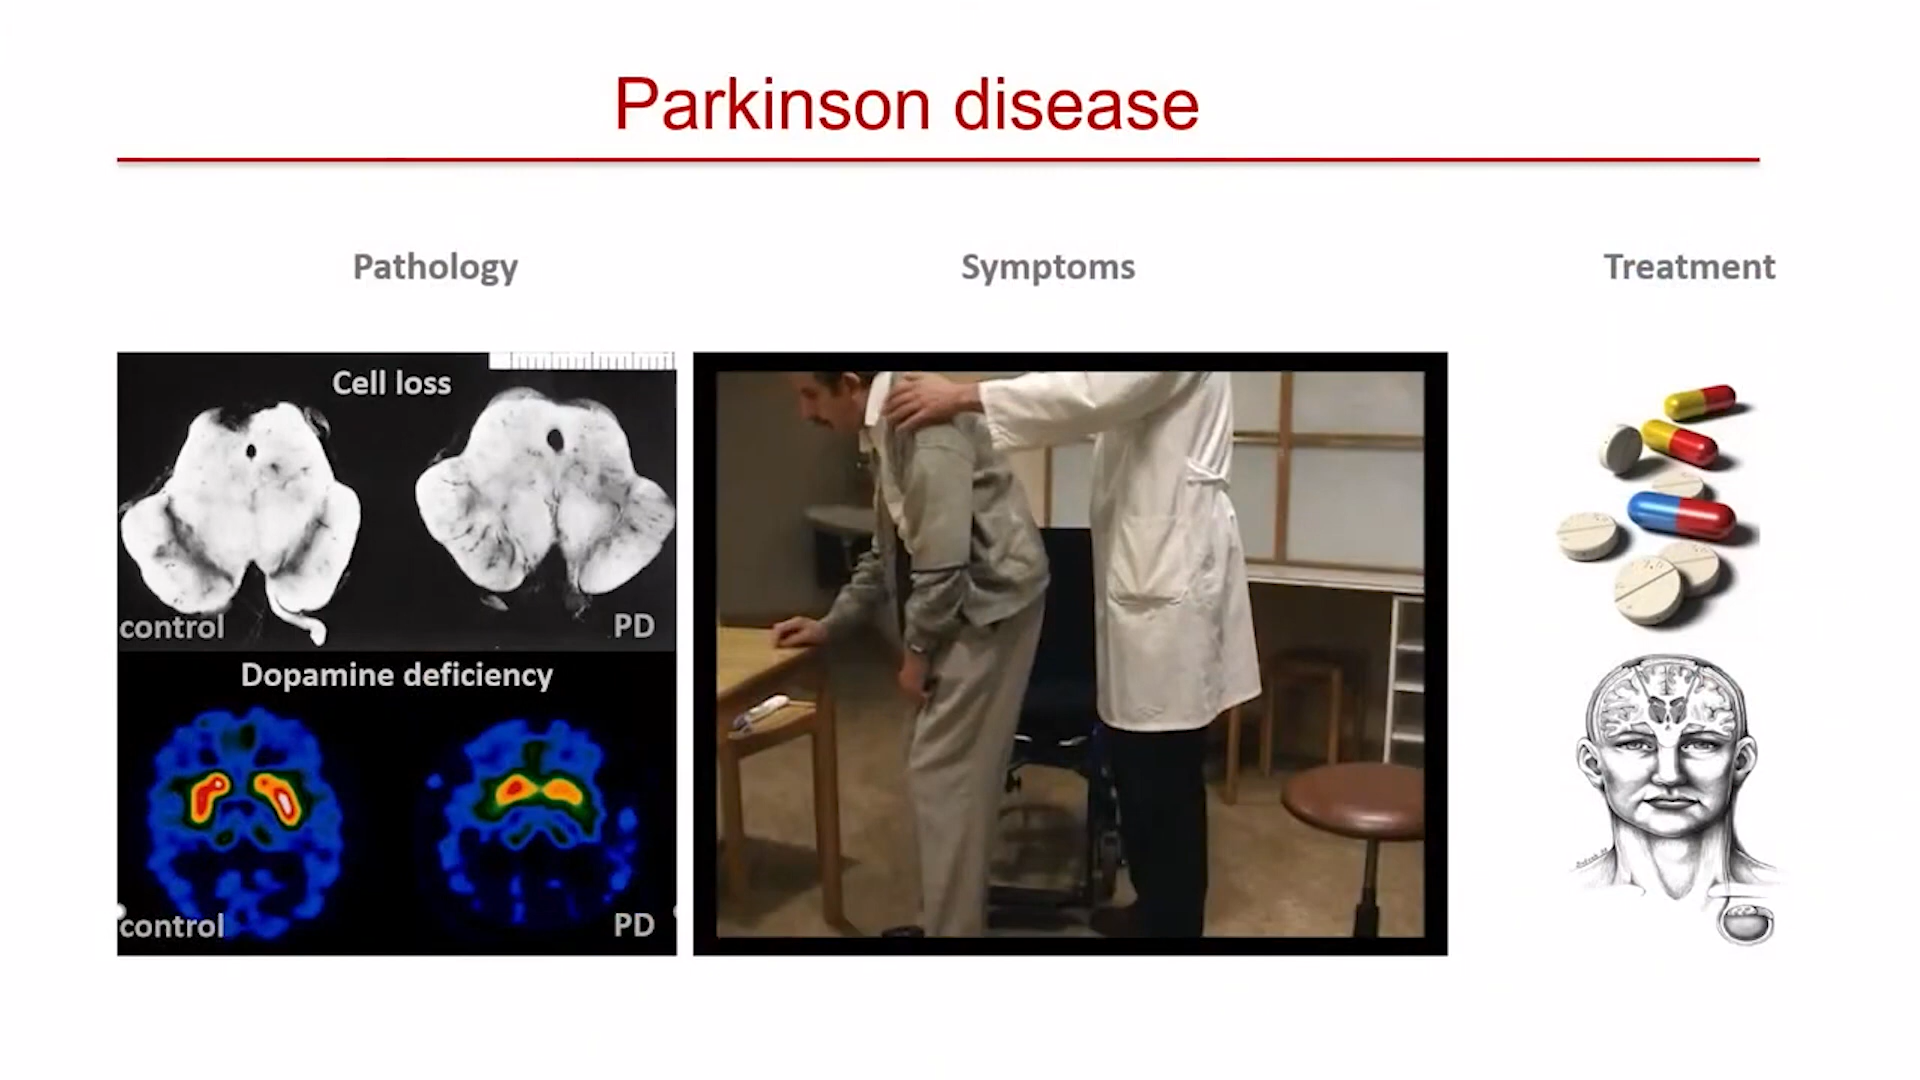 Parkinson disease
Pathology
Symptoms
Treatment
Cell loss
control
PD
Dopamine deficiency
control
PD